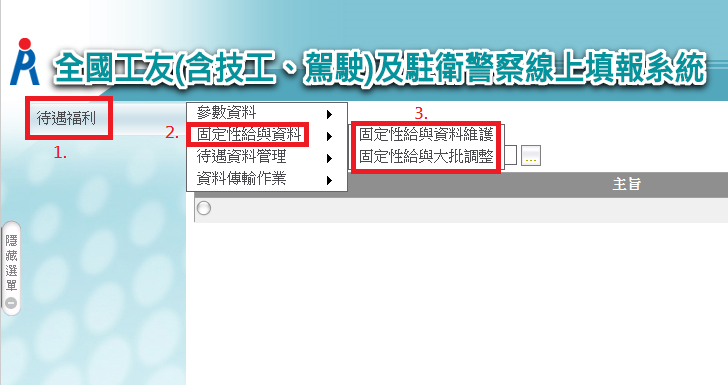 全國工友(含技工、駕駛)及駐衛警察線上填報系統
待遇福利
1.
2.
參數資料
固定性給與資料
待遇資料管理
資料傳輸作業
3.
固定性給與資料維護
固定性給與大批調整
...
主旨
隱藏選單